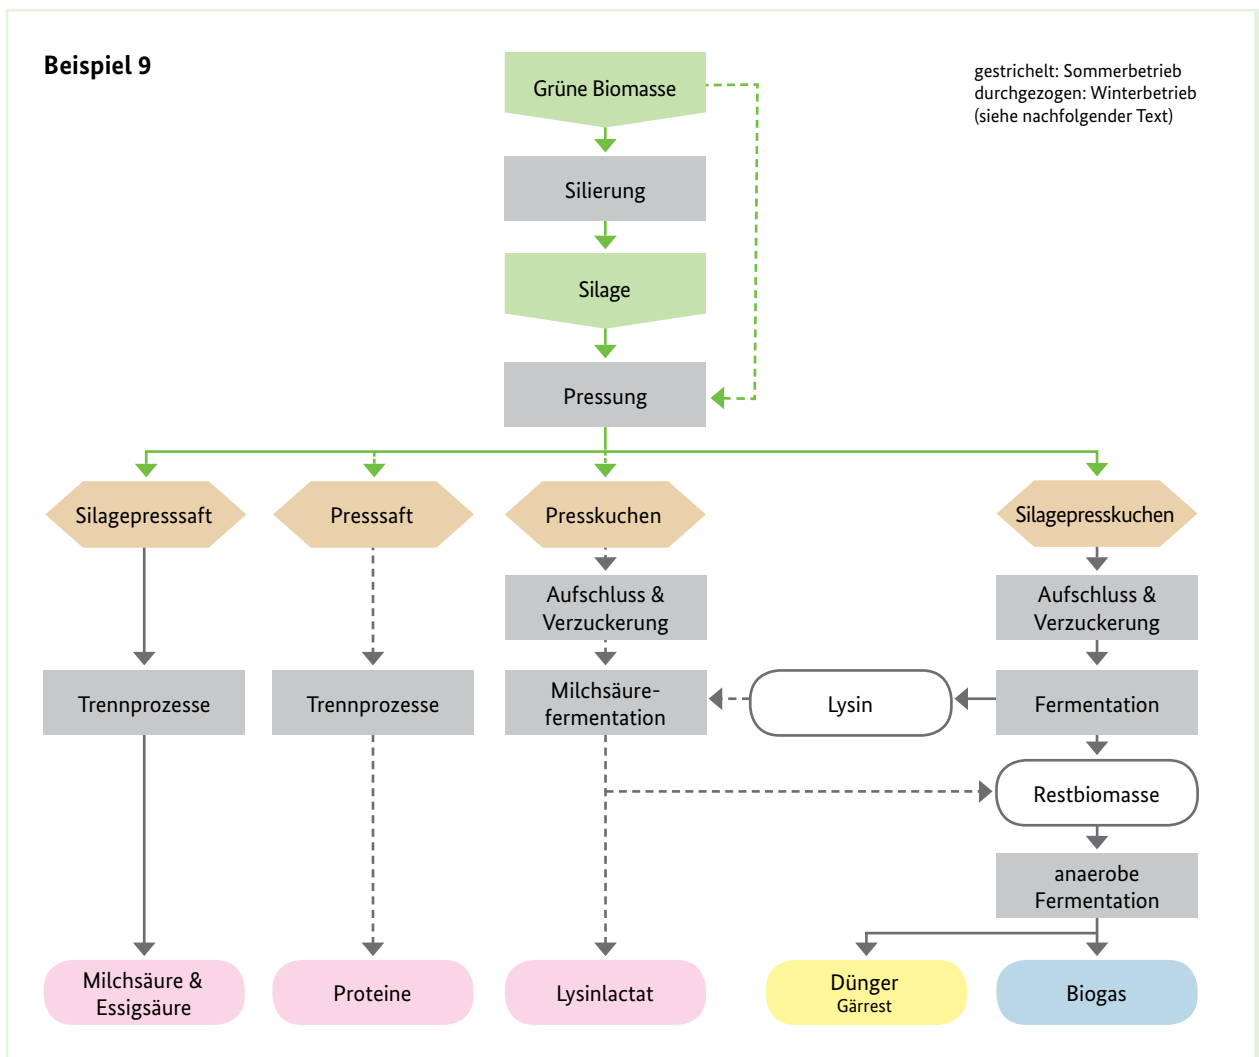 Beispiel 9
gestrichelt: Sommerbetrieb
durchgezogen: Winterbetrieb
(siehe nachfolgender Text)
Grüne Biomasse
Silierung
Silage
Pressung
Silagepresssaft
Presssaft
Presskuchen
Silagepresskuchen
Aufschluss &
Verzuckerung
Aufschluss &
Verzuckerung
Trennprozesse
Trennprozesse
Milchsäure-
fermentation
Lysin
Fermentation
Restbiomasse
anaerobe
Fermentation
Milchsäure &
Essigsäure
Proteine
Lysinlactat
Dünger
Gärrest
Biogas